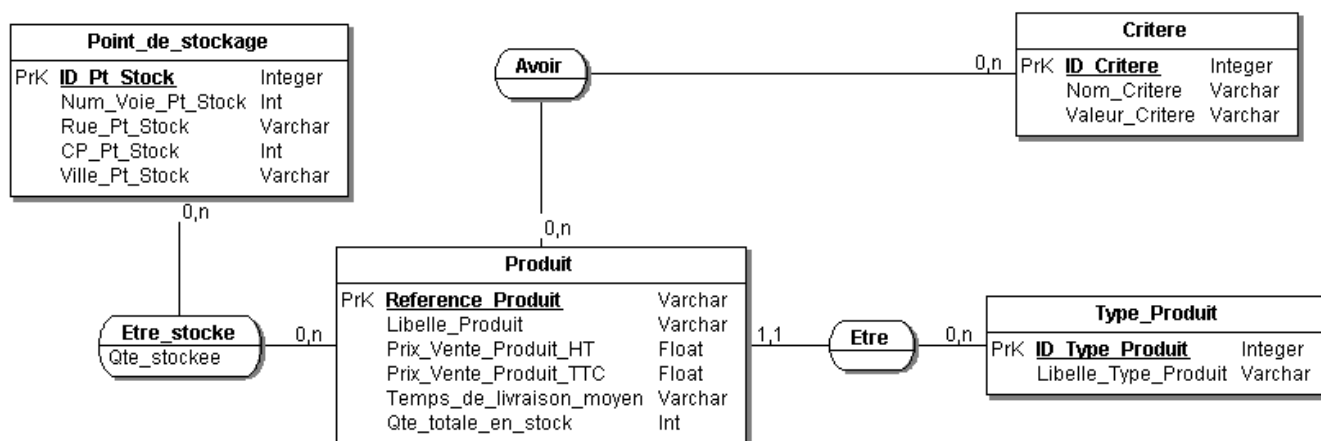 Point_de_stockage
PrK ID_Pt_Stock Integer
Num_Voie_Pt_Stock Int
Rue_Pt_Stock Varchar
CP_Pt_Stock Int
Ville_Pt_Stock Varchar
0,n
Avoir
0,n
0,n
Critere
PrK ID_Critere Integer
Nom_Critere Varchar
Valeur_Critere Varchar
Etre_stocke
Qte_stockee
0,n
Produit
PrK Reference_Produit Varchar
Libelle_Produit Varchar
Prix_Vente_Produit_HT Float
Prix_Vente_Produit_TTC Float
Temps_de_livraison_moyen Varchar
Qte_totale_en_stock Int
1,1
Etre
0,n
Type_Produit
PrK ID_Type_Produit Integer
Libelle_Type_Produit Varchar